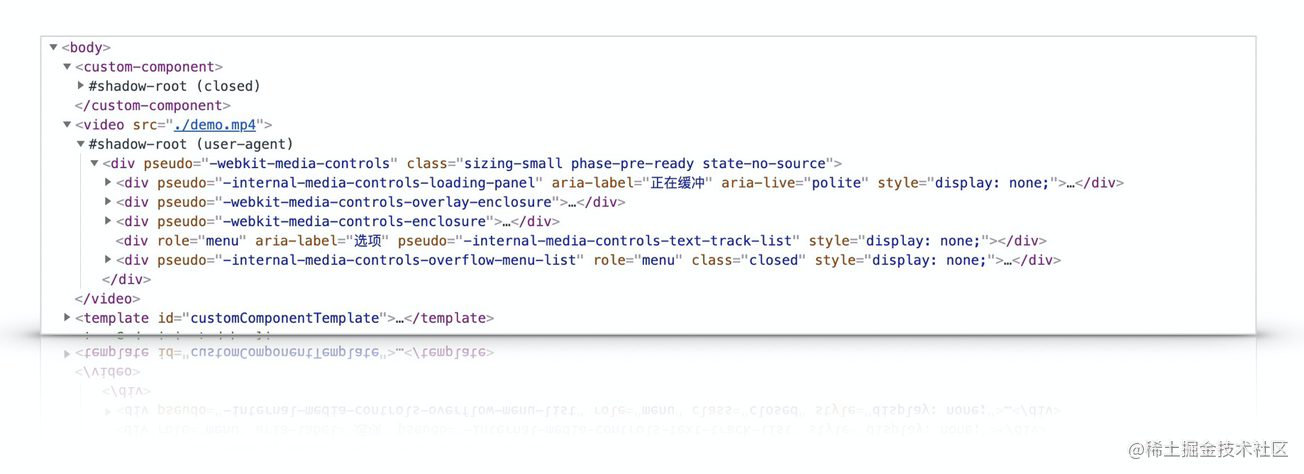 ▼<body>
▼<custom-component>
▶#shadow-root (closed)
</custom-component>
▼<video src="./demo.mp4">
▼#shadow-root (user-agent)
▼<div pseudo="-webkit-media-controls" class="sizing-small phase-pre-ready state-no-source">
▶<div pseudo="-internal-media-controls-loading-panel" aria-label="正在缓冲" aria-live="polite" style="display: none;">…</div>
▶<div pseudo="-webkit-media-controls-overlay-enclosure">…</div>
▶<div pseudo="-webkit-media-controls-enclosure">…</div>
<div role="menu" aria-label="选项" pseudo="-internal-media-controls-text-track-list" style="display: none;"></div>
▶<div pseudo="-internal-media-controls-overflow-menu-list" role="menu" class="closed" style="display: none;">…</div>
</div>
</video>
▶<template id="customComponentTemplate">…</template>
@稀土掘金技术社区